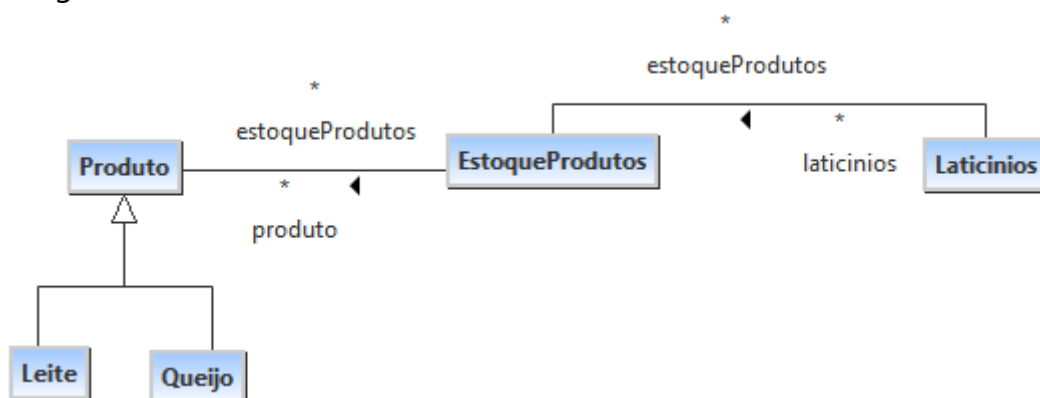 *
estoqueProdutos
*
estoqueProdutos
Produto
EstoqueProdutos
*
laticinios
Laticinios
*
produto
Leite
Queijo